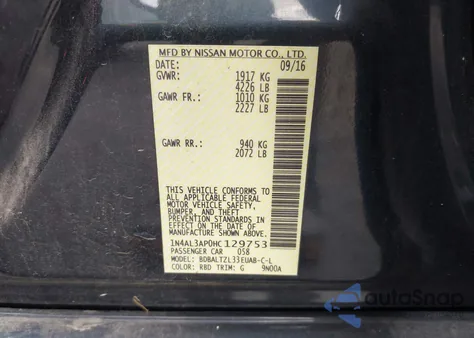 MFD BY NISSAN MOTOR CO., LTD.
DATE: 09/16
GVWR: 1917 KG
4226 LB
GAWR FR.: 1010 KG
2227 LB
GAWR RR.: 940 KG
2072 LB
THIS VEHICLE CONFORMS TO
ALL APPLICABLE FEDERAL
MOTOR VEHICLE SAFETY,
BUMPER, AND THEFT
PREVENTION STANDARDS IN
EFFECT ON THE DATE OF
MANUFACTURE SHOWN ABOVE.
1N4AL3AP0HC 129753
PASSENGER CAR 058
MODEL: BDBALTZL33EUAB-C-L
COLOR: RBD TRIM: G 9N00A
autoSnap